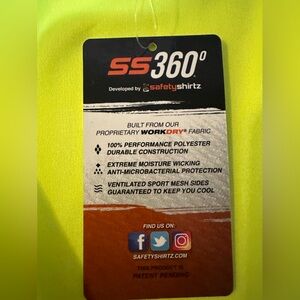 SS360°
Developed by safetyshirtz
BUILT FROM OUR
PROPRIETARY WORKDRY® FABRIC
100% PERFORMANCE POLYESTER
DURABLE CONSTRUCTION
EXTREME MOISTURE WICKING
ANTI-MICROBIAL PROTECTION
VENTILATED SPORT MESH SIDES
GUARANTEED TO KEEP YOU COOL
FIND US ON:
SAFETYSHIRTZ.COM
THIS PRODUCT IS
PATENT PENDING